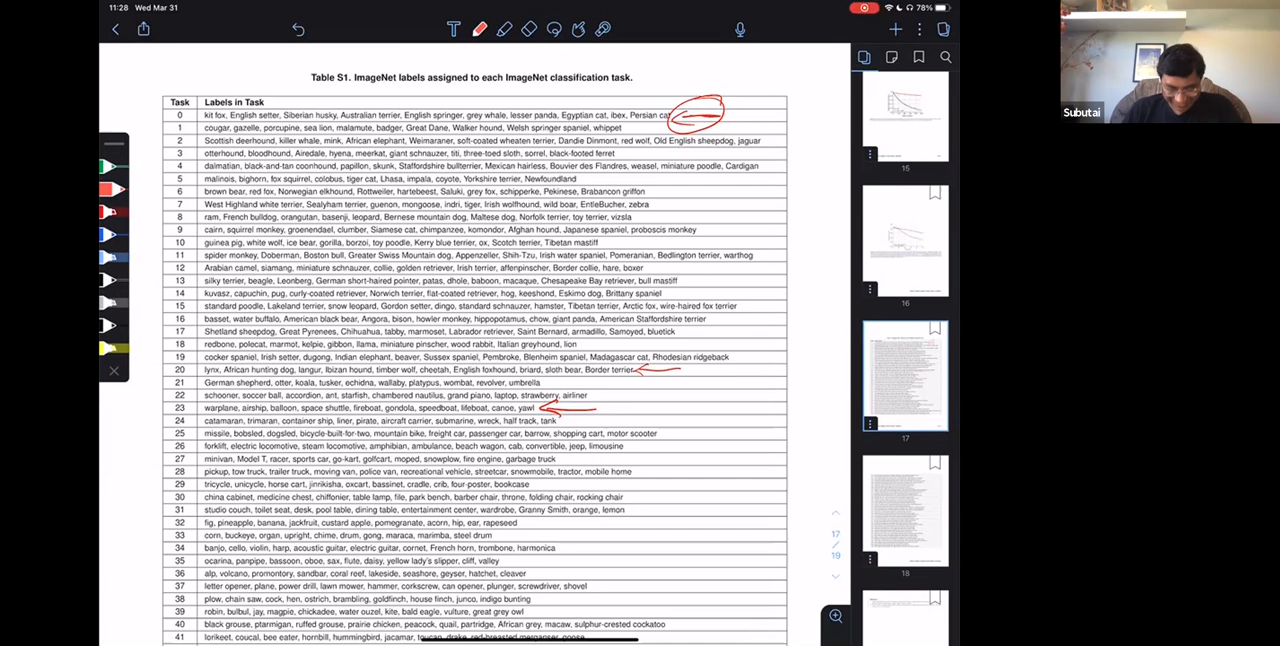 11:28 Wed Mar 31
78%
Table S1. ImageNet labels assigned to each ImageNet classification task.
Task Labels in Task
0 kit fox, English setter, Siberian husky, Australian terrier, English springer, grey whale, lesser panda, Egyptian cat, ibex, Persian cat
1 cougar, gazelle, porcupine, sea lion, malamute, badger, Great Dane, Walker hound, Welsh springer spaniel, whippet
2 Scottish deerhound, killer whale, mink, African elephant, Weimaraner, soft-coated wheaten terrier, Dandie Dinmont, red wolf, Old English sheepdog, jaguar
3 otterhound, bloodhound, Airedale, hyena, meerkat, giant schnauzer, titi, three-toed sloth, sorrel, black-footed ferret
4 dalmatian, black-and-tan coonhound, papillon, skunk, Staffordshire bullterrier, Mexican hairless, Bouvier des Flandres, weasel, miniature poodle, Cardigan
5 malinois, bighorn, fox squirrel, colobus, tiger cat, Lhasa, impala, coyote, Yorkshire terrier, Newfoundland
6 brown bear, red fox, Norwegian elkhound, Rottweiler, hartebeest, Saluki, grey fox, schipperke, Pekinese, Brabancon griffon
7 West Highland white terrier, Sealyham terrier, guenon, mongoose, indri, tiger, Irish wolfhound, wild boar, EntleBucher, zebra
8 ram, French bulldog, orangutan, basenji, leopard, Bernese mountain dog, Maltese dog, Norfolk terrier, toy terrier, vizsla
9 cairn, squirrel monkey, groenendael, clumber, Siamese cat, chimpanzee, komondor, Afghan hound, Japanese spaniel, proboscis monkey
10 guinea pig, white wolf, ice bear, gorilla, borzoi, toy poodle, Kerry blue terrier, ox, Scotch terrier, Tibetan mastiff
11 spider monkey, Doberman, Boston bull, Greater Swiss Mountain dog, Appenzeller, Shih-Tzu, Irish water spaniel, Pomeranian, Bedlington terrier, warthog
12 Arabian camel, siamang, miniature schnauzer, collie, golden retriever, Irish terrier, affenpinscher, Border collie, hare, boxer
13 silky terrier, beagle, Leonberg, German short-haired pointer, patas, dhole, baboon, macaque, Chesapeake Bay retriever, bull mastiff
14 kuvasz, capuchin, pug, curly-coated retriever, Norwich terrier, flat-coated retriever, hog, keeshond, Eskimo dog, Brittany spaniel
15 standard poodle, Lakeland terrier, snow leopard, Gordon setter, dingo, standard schnauzer, hamster, Tibetan terrier, Arctic fox, wire-haired fox terrier
16 basset, water buffalo, American black bear, Angora, bison, howler monkey, hippopotamus, chow, giant panda, American Staffordshire terrier
17 Shetland sheepdog, Great Pyrenees, Chihuahua, tabby, marmoset, Labrador retriever, Saint Bernard, armadillo, Samoyed, bluetick
18 redbone, polecat, marmot, kelpie, gibbon, llama, miniature pinscher, wood rabbit, Italian greyhound, lion
19 cocker spaniel, Irish setter, dugong, Indian elephant, beaver, Sussex spaniel, Pembroke, Blenheim spaniel, Madagascar cat, Rhodesian ridgeback
20 lynx, African hunting dog, langur, Ibizan hound, timber wolf, cheetah, English foxhound, briard, sloth bear, Border terrier
21 German shepherd, otter, koala, tusker, echidna, wallaby, platypus, wombat, revolver, umbrella
22 schooner, soccer ball, accordion, ant, starfish, chambered nautilus, grand piano, laptop, strawberry, airliner
23 warplane, airship, balloon, space shuttle, fireboat, gondola, speedboat, lifeboat, canoe, yawl
24 catamaran, trimaran, container ship, liner, pirate, aircraft carrier, submarine, wreck, half track, tank
25 missile, bobsled, dogsled, bicycle-built-for-two, mountain bike, freight car, passenger car, barrow, shopping cart, motor scooter
26 forklift, electric locomotive, steam locomotive, amphibian, ambulance, beach wagon, cab, convertible, jeep, limousine
27 minivan, Model T, racer, sports car, go-kart, golfcart, moped, snowplow, fire engine, garbage truck
28 pickup, tow truck, trailer truck, moving van, police van, recreational vehicle, streetcar, snowmobile, tractor, mobile home
29 tricycle, unicycle, horse cart, jinrikisha, oxcart, bassinet, cradle, crib, four-poster, bookcase
30 china cabinet, medicine chest, chiffonier, table lamp, file, park bench, barber chair, throne, folding chair, rocking chair
31 studio couch, toilet seat, desk, pool table, dining table, entertainment center, wardrobe, Granny Smith, orange, lemon
32 fig, pineapple, banana, jackfruit, custard apple, pomegranate, acorn, hip, ear, rapeseed
33 corn, buckeye, organ, upright, chime, drum, gong, maraca, marimba, steel drum
34 banjo, cello, violin, harp, acoustic guitar, electric guitar, cornet, French horn, trombone, harmonica
35 ocarina, panpipe, bassoon, oboe, sax, flute, daisy, yellow lady's slipper, cliff, valley
36 alp, volcano, promontory, sandbar, coral reef, lakeside, seashore, geyser, hatchet, cleaver
37 letter opener, plane, power drill, lawn mower, hammer, corkscrew, can opener, plunger, screwdriver, shovel
38 plow, chain saw, cock, hen, ostrich, brambling, goldfinch, house finch, junco, indigo bunting
39 robin, bulbul, jay, magpie, chickadee, water ouzel, kite, bald eagle, vulture, great grey owl
40 black grouse, ptarmigan, ruffed grouse, prairie chicken, peacock, quail, partridge, African grey, macaw, sulphur-crested cockatoo
41 lorikeet, coucal, bee eater, hornbill, hummingbird, jacamar, toucan, drake, red-breasted merganser, goose
15
16
17
18
17
19
Subutai